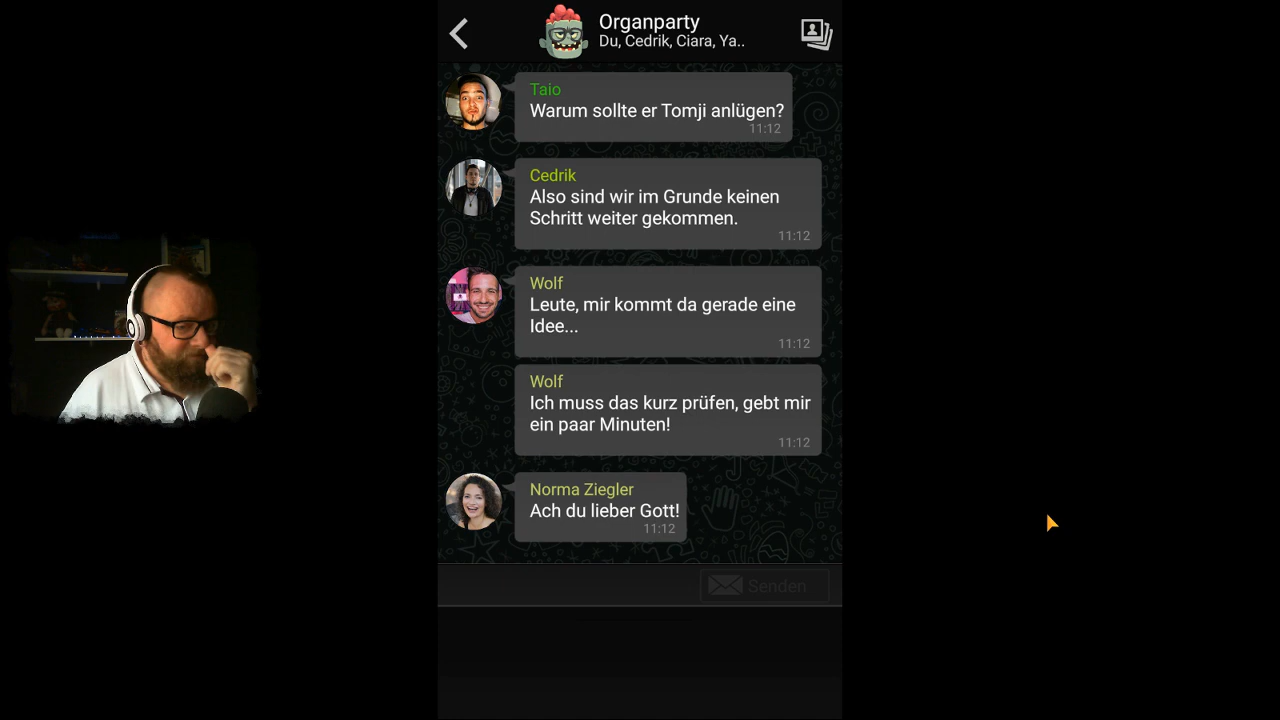 Organparty
Du, Cedrik, Ciara, Ya..
Taio
Warum sollte er Tomji anlügen?
11:12
Cedrik
Also sind wir im Grunde keinen
Schritt weiter gekommen.
11:12
Wolf
Leute, mir kommt da gerade eine
Idee...
11:12
Wolf
Ich muss das kurz prüfen, gebt mir
ein paar Minuten!
11:12
Norma Ziegler
Ach du lieber Gott!
11:12
Senden